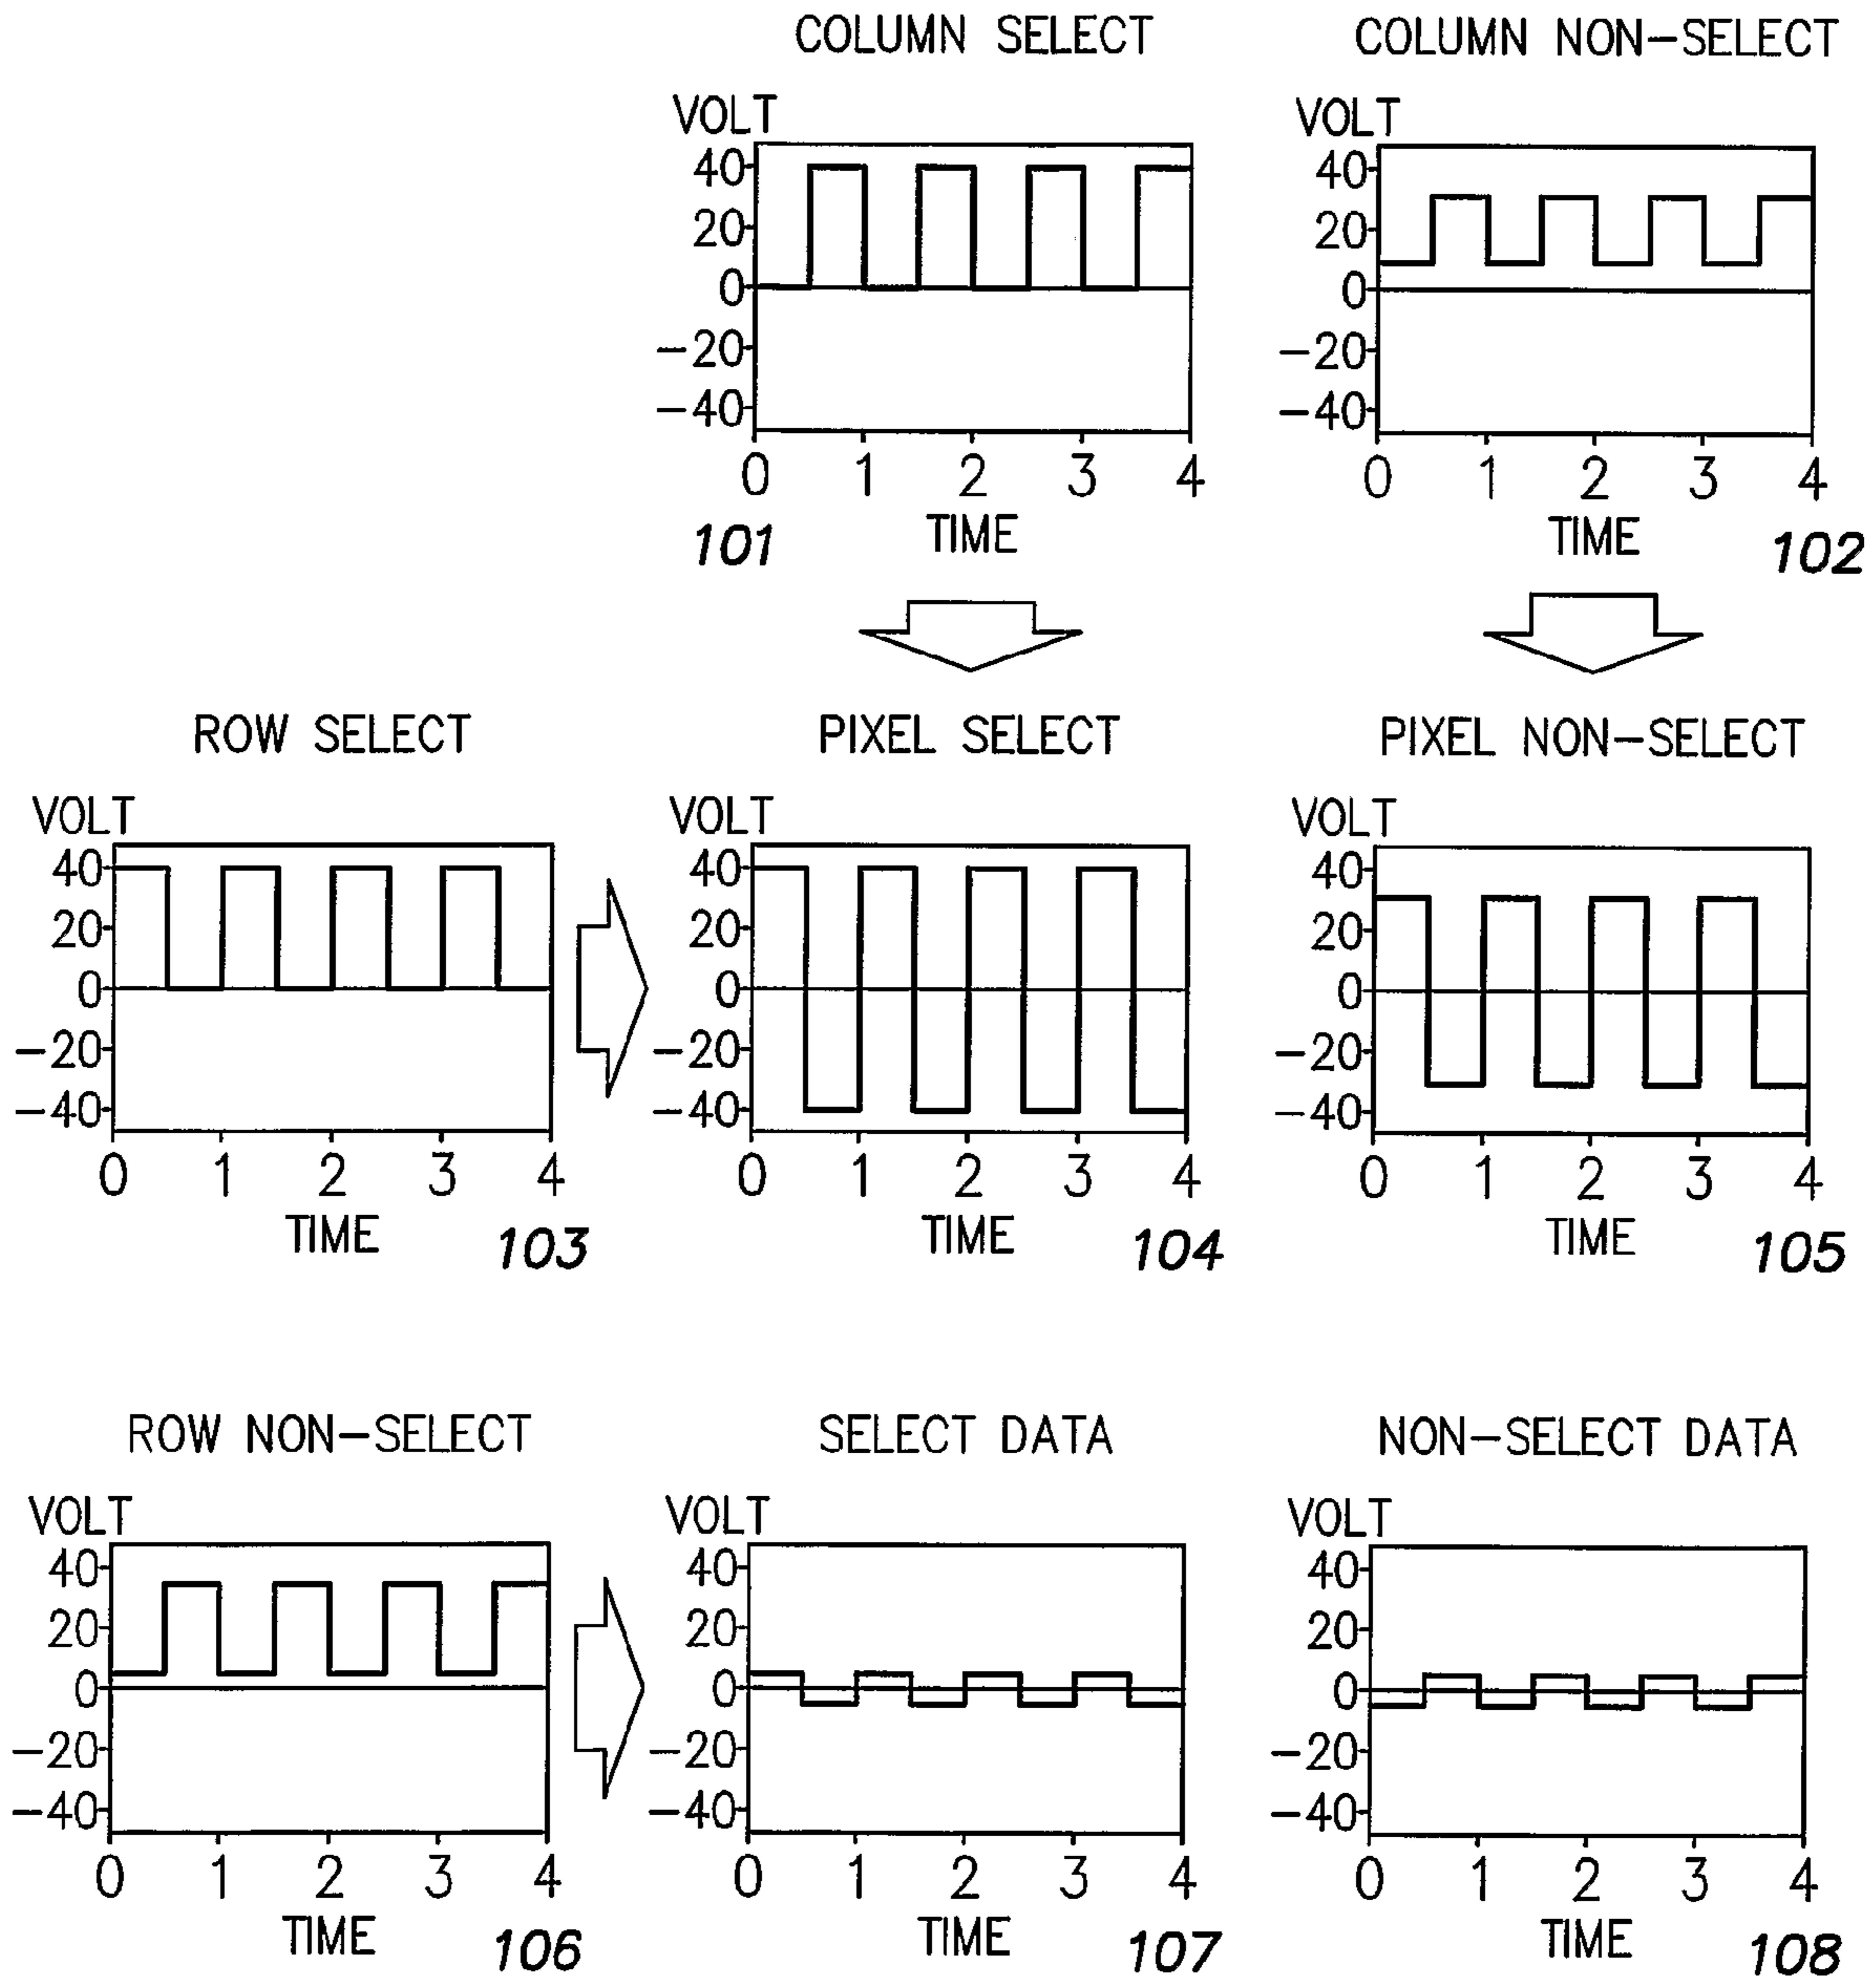 COLUMN SELECT
COLUMN NON-SELECT
VOLT
40
20
0
-20
-40
0 1 2 3 4
TIME
101
VOLT
40
20
0
-20
-40
0 1 2 3 4
TIME
102
ROW SELECT
VOLT
40
20
0
-20
-40
0 1 2 3 4
TIME
103
PIXEL SELECT
VOLT
40
20
0
-20
-40
0 1 2 3 4
TIME
104
PIXEL NON-SELECT
VOLT
40
20
0
-20
-40
0 1 2 3 4
TIME
105
ROW NON-SELECT
VOLT
40
20
0
-20
-40
0 1 2 3 4
TIME
106
SELECT DATA
VOLT
40
20
0
-20
-40
0 1 2 3 4
TIME
107
NON-SELECT DATA
VOLT
40
20
0
-20
-40
0 1 2 3 4
TIME
108